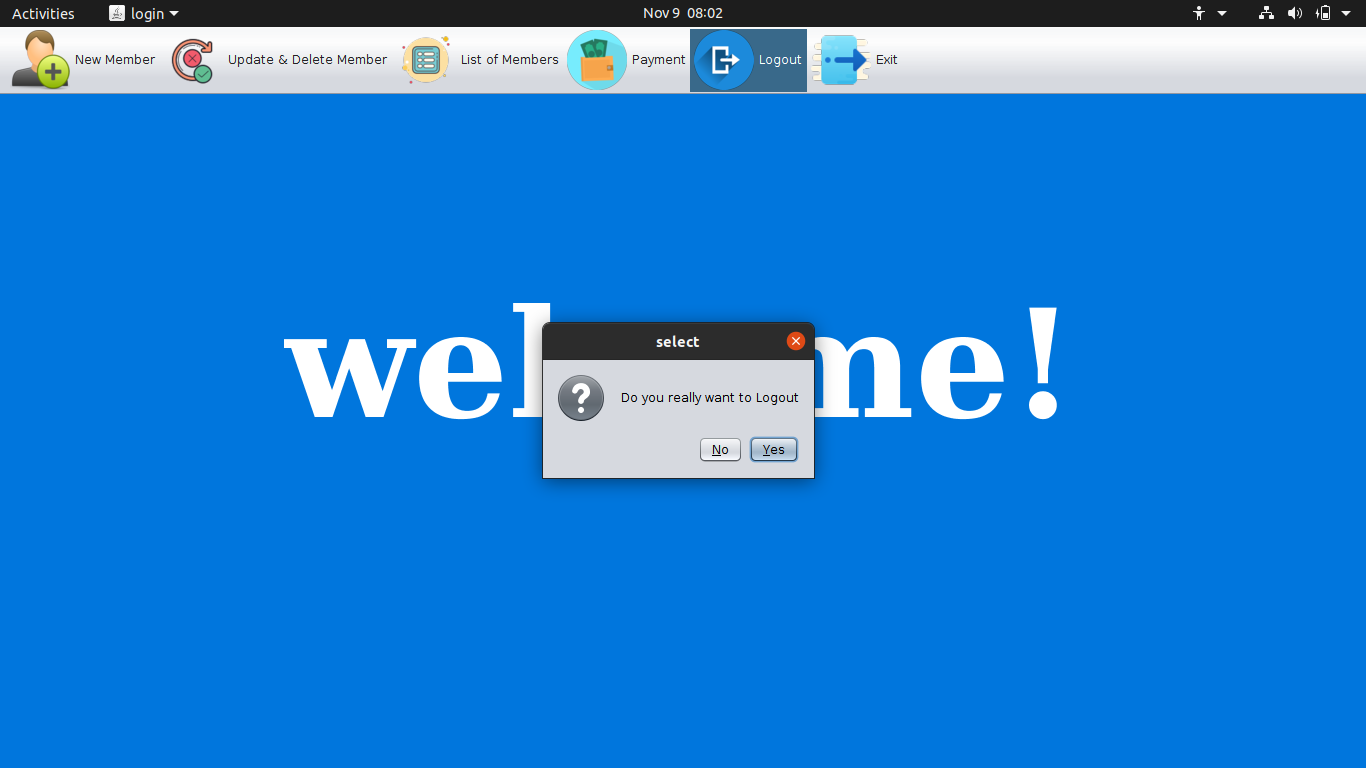 Activities login Nov 9 08:02
New Member Update & Delete Member List of Members Payment Logout Exit
wel me!
select
Do you really want to Logout
No Yes